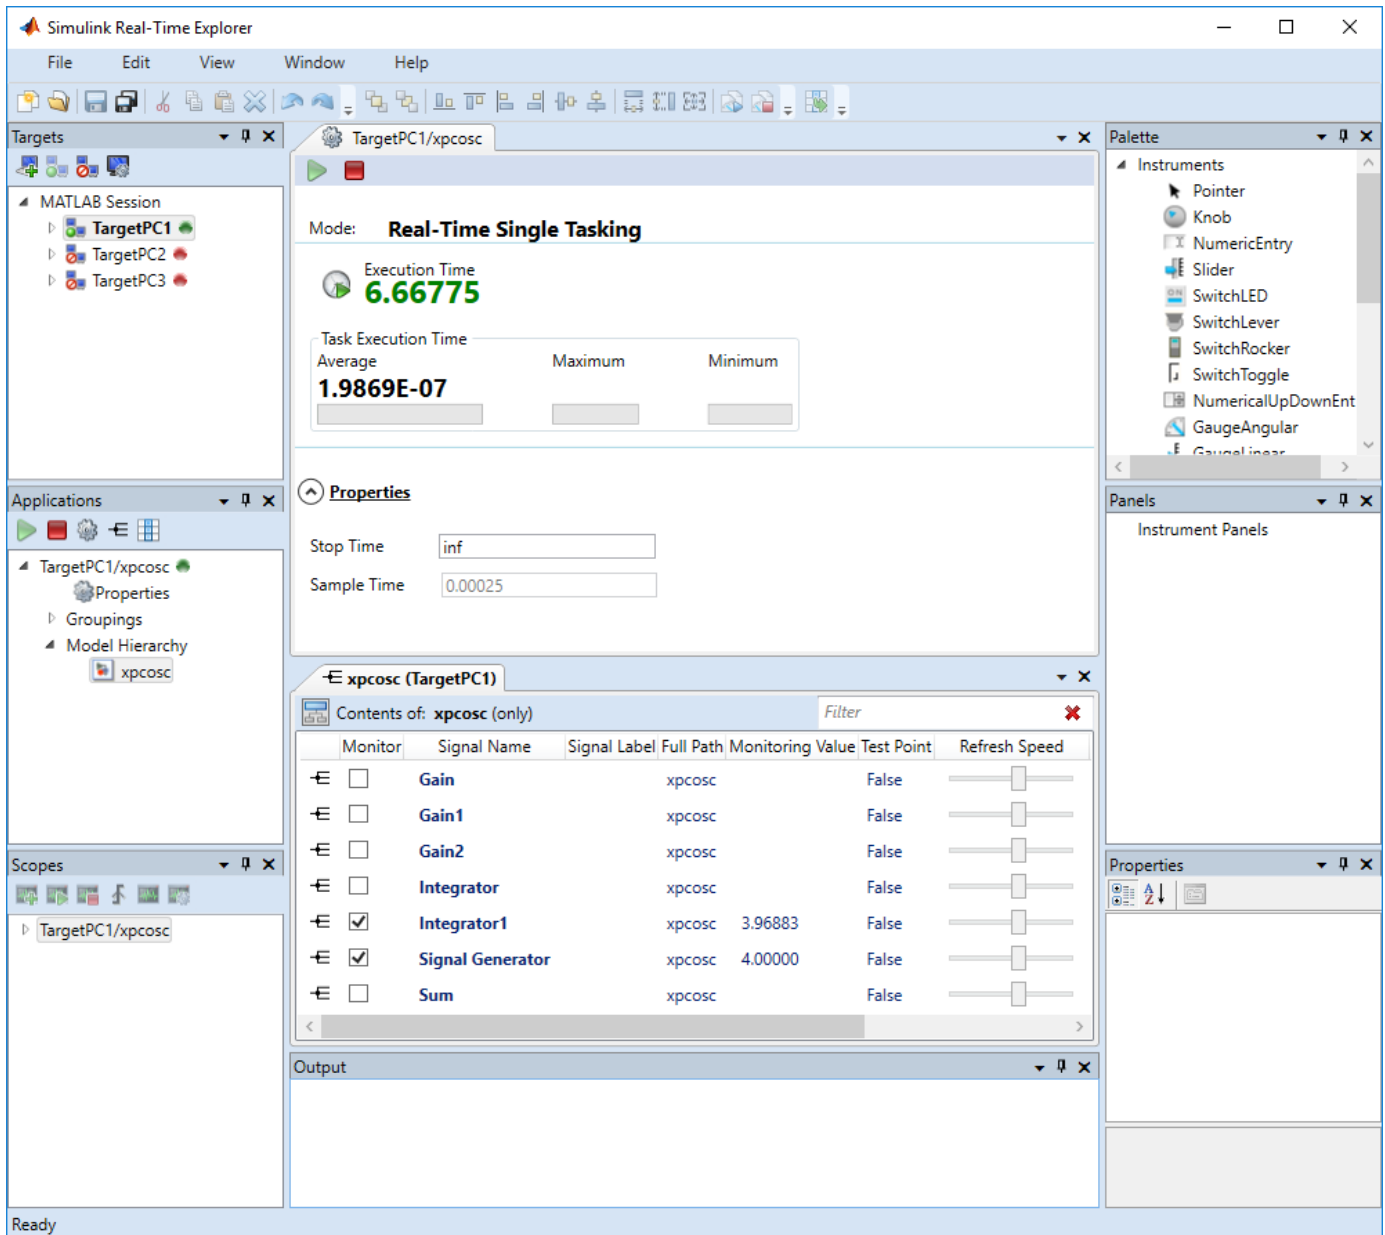 Simulink Real-Time Explorer
File Edit View Window Help
Targets
MATLAB Session
TargetPC1
TargetPC2
TargetPC3
Applications
TargetPC1/xpcosc
Properties
Groupings
Model Hierarchy
xpcosc
Scopes
TargetPC1/xpcosc
TargetPC1/xpcosc
Mode: Real-Time Single Tasking
Execution Time
6.66775
Task Execution Time
Average Maximum Minimum
1.9869E-07
Properties
Stop Time inf
Sample Time 0.00025
xpcosc (TargetPC1)
Contents of: xpcosc (only) Filter
Monitor Signal Name Signal Label Full Path Monitoring Value Test Point Refresh Speed
Gain xpcosc False
Gain1 xpcosc False
Gain2 xpcosc False
Integrator xpcosc False
Integrator1 xpcosc 3.96883 False
Signal Generator xpcosc 4.00000 False
Sum xpcosc False
Output
Palette
Instruments
Pointer
Knob
NumericEntry
Slider
ON
SwitchLED
SwitchLever
SwitchRocker
SwitchToggle
NumericalUpDownEnt
GaugeAngular
GaugeLinear
Panels
Instrument Panels
Properties
Ready